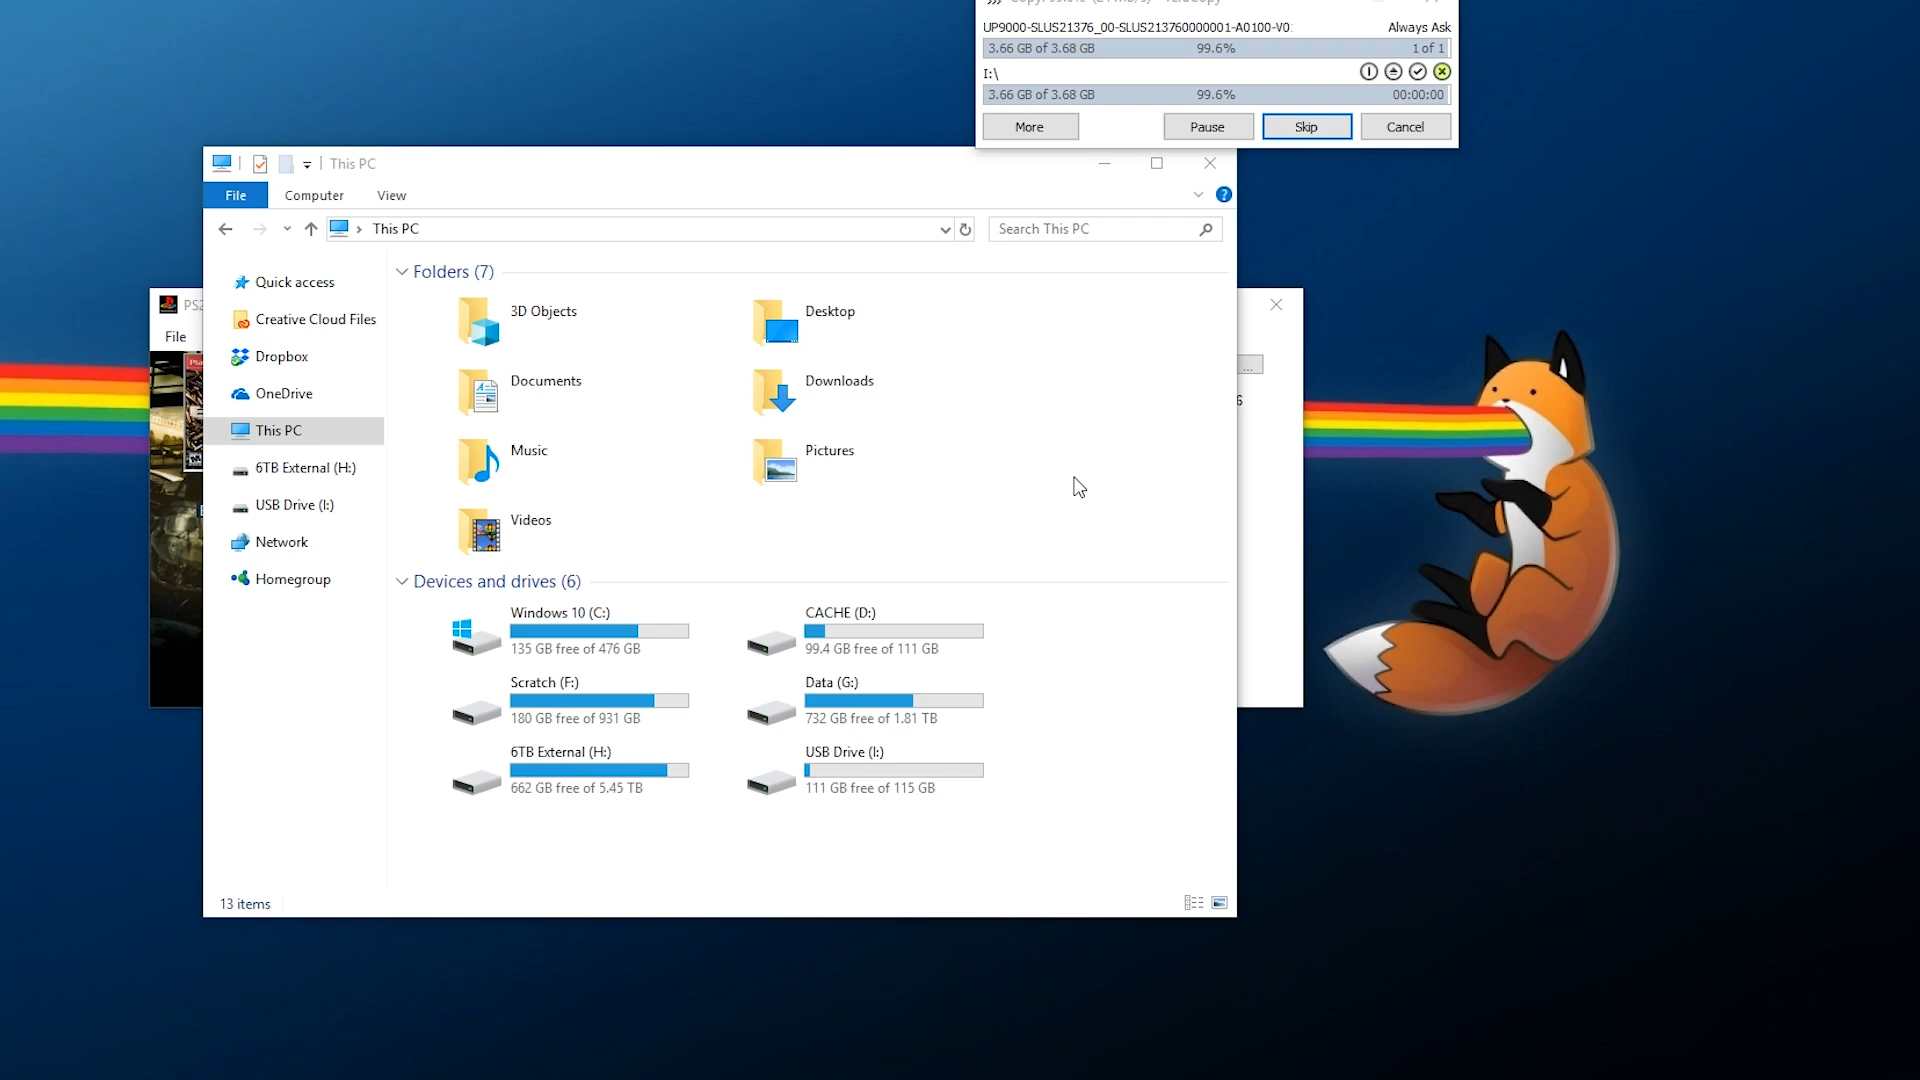 UP9000-SLUS21376_00-SLUS213760000001-A0100-V0
Always Ask
3.66 GB of 3.68 GB 99.6% 1 of 1
I:\
3.66 GB of 3.68 GB 99.6% 00:00:00
More Pause Skip Cancel
This PC
File Computer View
This PC
Search This PC
Quick access
Creative Cloud Files
Dropbox
OneDrive
This PC
6TB External (H:)
USB Drive (I:)
Network
Homegroup
Folders (7)
3D Objects
Desktop
Documents
Downloads
Music
Pictures
Videos
Devices and drives (6)
Windows 10 (C:)
135 GB free of 476 GB
CACHE (D:)
99.4 GB free of 111 GB
Scratch (F:)
180 GB free of 931 GB
Data (G:)
732 GB free of 1.81 TB
6TB External (H:)
662 GB free of 5.45 TB
USB Drive (I:)
111 GB free of 115 GB
13 items
PS2
File
...
6